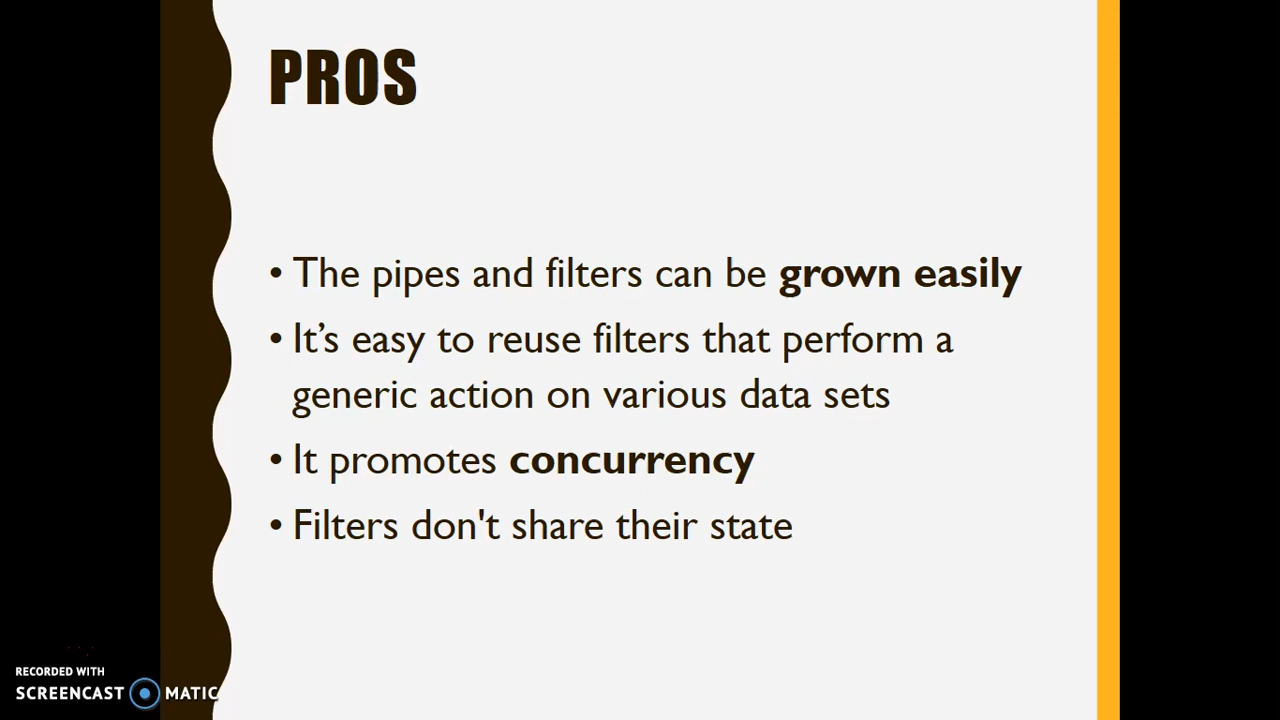 PROS
• The pipes and filters can be grown easily
• It’s easy to reuse filters that perform a
generic action on various data sets
• It promotes concurrency
• Filters don't share their state
RECORDED WITH
SCREENCAST MATIC